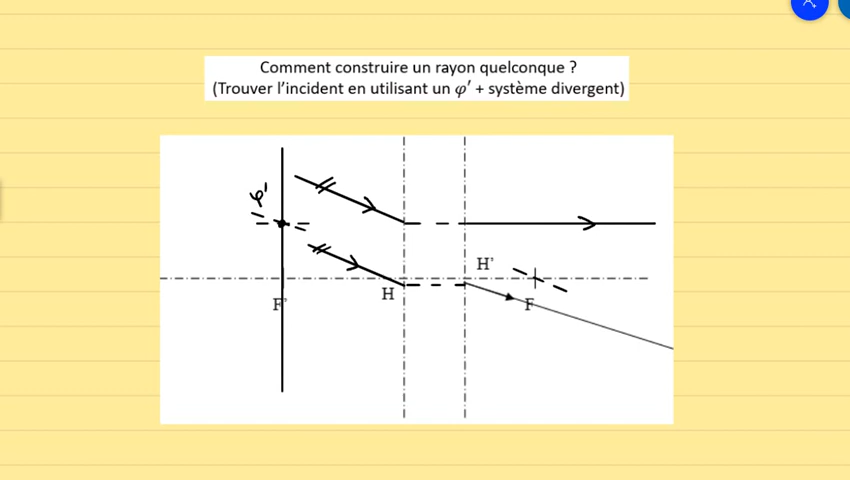 Comment construire un rayon quelconque ?
(Trouver l’incident en utilisant un φ′ + système divergent)
φ'
H'
H
F'
F